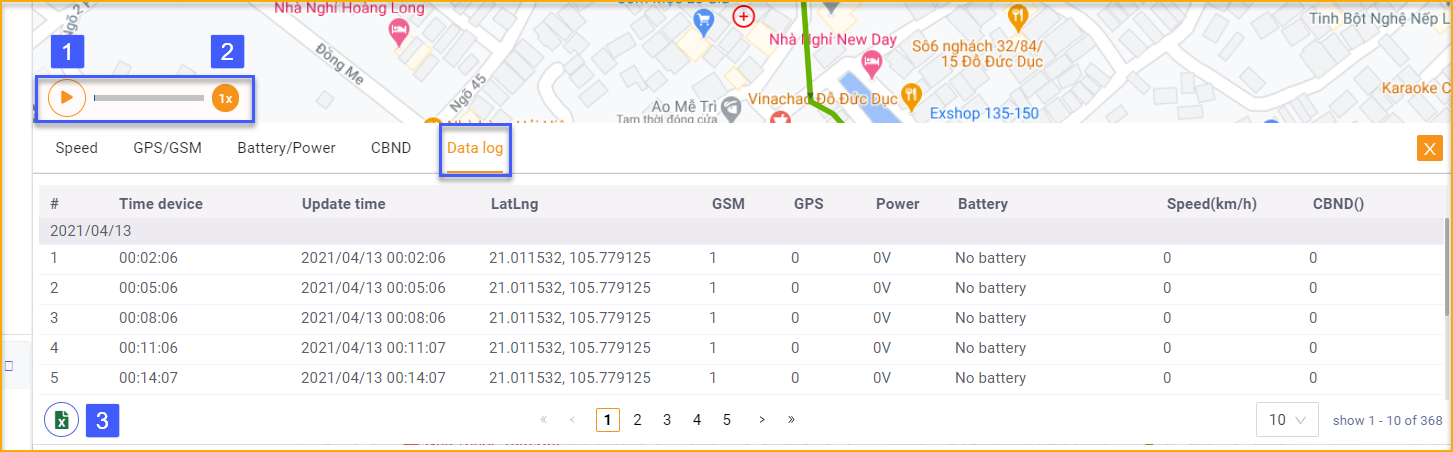 Nhà Nghỉ Hoàng Long
Tinh Bột Nghệ Nếp L
Nhà Nghỉ New Day
Số6 nghách 32/84/
15 Đỗ Đức Dục
1
2
Đồng Me
Ngõ 45
Karaoke C
1x
Ao Mễ Trì
Tạm thời đóng cửa
Vinachao Đỗ Đức Dục
Exshop 135-150
Speed GPS/GSM Battery/Power CBND Data log X
# Time device Update time LatLng GSM GPS Power Battery Speed(km/h) CBND()
2021/04/13
1 00:02:06 2021/04/13 00:02:06 21.011532, 105.779125 1 0 0V No battery 0 0
2 00:05:06 2021/04/13 00:05:06 21.011532, 105.779125 1 0 0V No battery 0 0
3 00:08:06 2021/04/13 00:08:06 21.011532, 105.779125 1 0 0V No battery 0 0
4 00:11:06 2021/04/13 00:11:07 21.011532, 105.779125 1 0 0V No battery 0 0
5 00:14:07 2021/04/13 00:14:07 21.011532, 105.779125 1 0 0V No battery 0 0
3 « < 1 2 3 4 5 > » 10 show 1 - 10 of 368